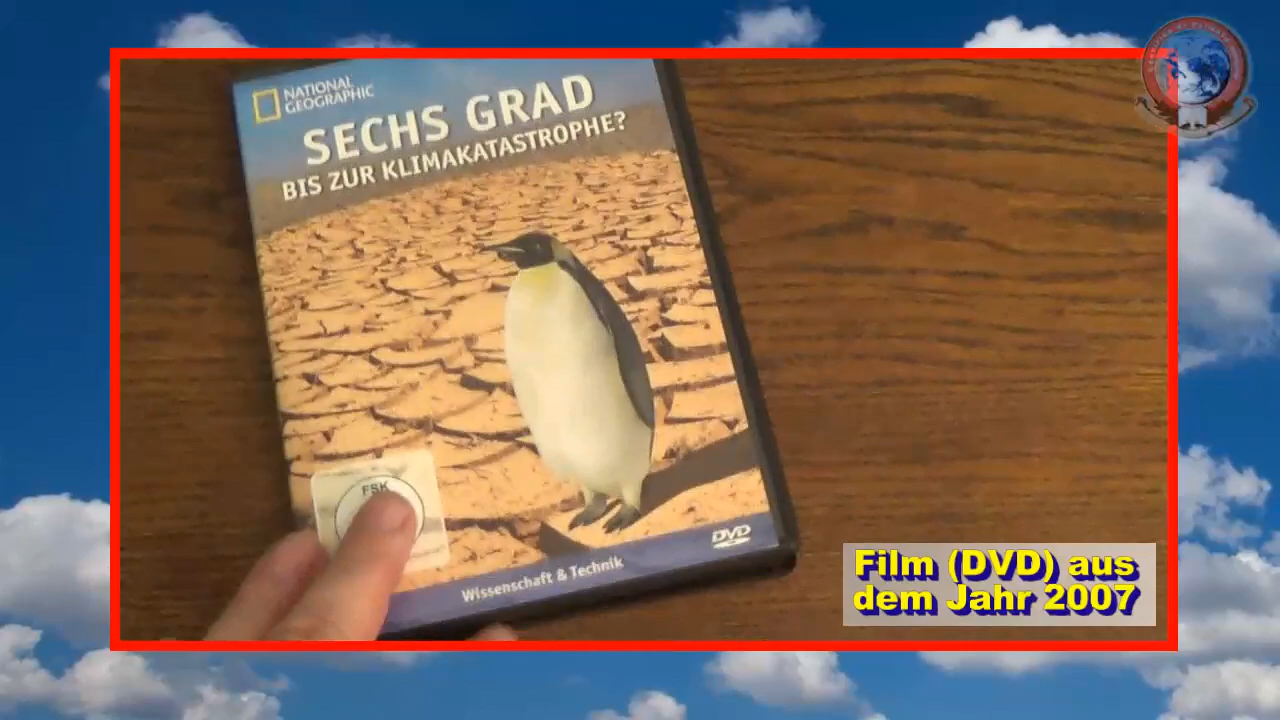 NATIONAL
GEOGRAPHIC
SECHS GRAD
BIS ZUR KLIMAKATASTROPHE?
FSK
Wissenschaft & Technik
DVD
Film (DVD) aus
dem Jahr 2007